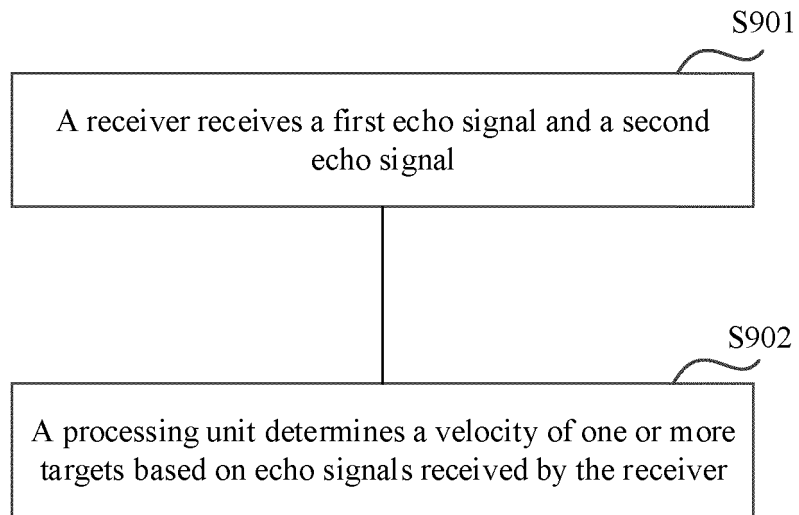 S901
A receiver receives a first echo signal and a second
echo signal
S902
A processing unit determines a velocity of one or more
targets based on echo signals received by the receiver